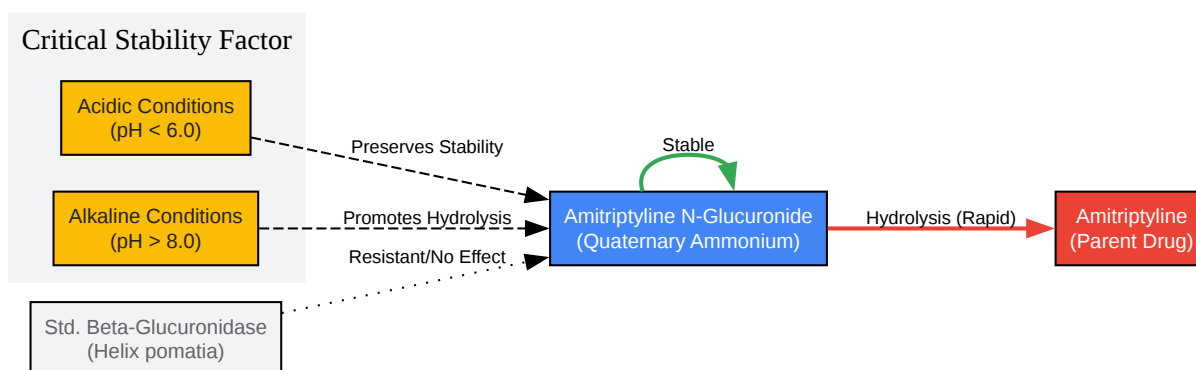 Critical Stability Factor
Acidic Conditions
(pH < 6.0)
Preserves Stability
Stable
Alkaline Conditions
(pH > 8.0)
Promotes Hydrolysis
Amitriptyline N-Glucuronide
(Quaternary Ammonium)
Hydrolysis (Rapid)
Amitriptyline
(Parent Drug)
Resistant/No Effect
Std. Beta-Glucuronidase
(Helix pomatia)